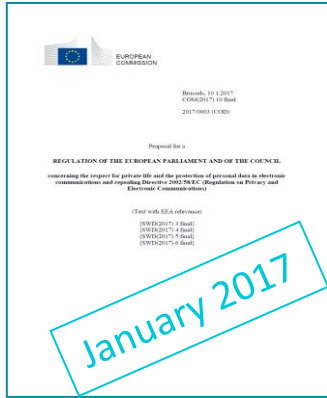 EUROPEAN
COMMISSION
Brussels, 10.1.2017
COM(2017) 10 final
2017/0003 (COD)
Proposal for a
REGULATION OF THE EUROPEAN PARLIAMENT AND OF THE COUNCIL
concerning the respect for private life and the protection of personal data in electronic
communications and repealing Directive 2002/58/EC (Regulation on Privacy and
Electronic Communications)
(Text with EEA relevance)
{SWD(2017) 3 final}
{SWD(2017) 4 final}
{SWD(2017) 5 final}
{SWD(2017) 6 final}
January 2017